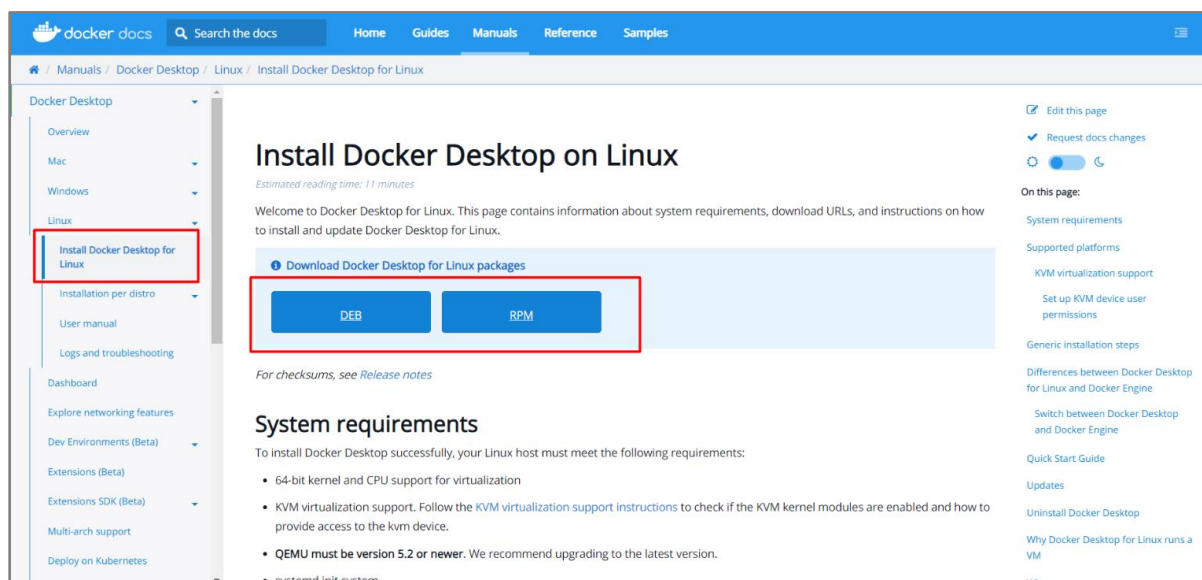 docker docs
Search the docs
Home
Guides
Manuals
Reference
Samples
/ Manuals / Docker Desktop / Linux / Install Docker Desktop for Linux
Docker Desktop
Overview
Mac
Windows
Linux
Install Docker Desktop for
Linux
Installation per distro
User manual
Logs and troubleshooting
Dashboard
Explore networking features
Dev Environments (Beta)
Extensions (Beta)
Extensions SDK (Beta)
Multi-arch support
Deploy on Kubernetes
Install Docker Desktop on Linux
Estimated reading time: 11 minutes
Welcome to Docker Desktop for Linux. This page contains information about system requirements, download URLs, and instructions on how
to install and update Docker Desktop for Linux.
Download Docker Desktop for Linux packages
DEB
RPM
For checksums, see Release notes
System requirements
To install Docker Desktop successfully, your Linux host must meet the following requirements:
• 64-bit kernel and CPU support for virtualization
• KVM virtualization support. Follow the KVM virtualization support instructions to check if the KVM kernel modules are enabled and how to
provide access to the kvm device.
• QEMU must be version 5.2 or newer. We recommend upgrading to the latest version.
• systemd init system
Edit this page
Request docs changes
On this page:
System requirements
Supported platforms
KVM virtualization support
Set up KVM device user
permissions
Generic installation steps
Differences between Docker Desktop
for Linux and Docker Engine
Switch between Docker Desktop
and Docker Engine
Quick Start Guide
Updates
Uninstall Docker Desktop
Why Docker Desktop for Linux runs a
VM